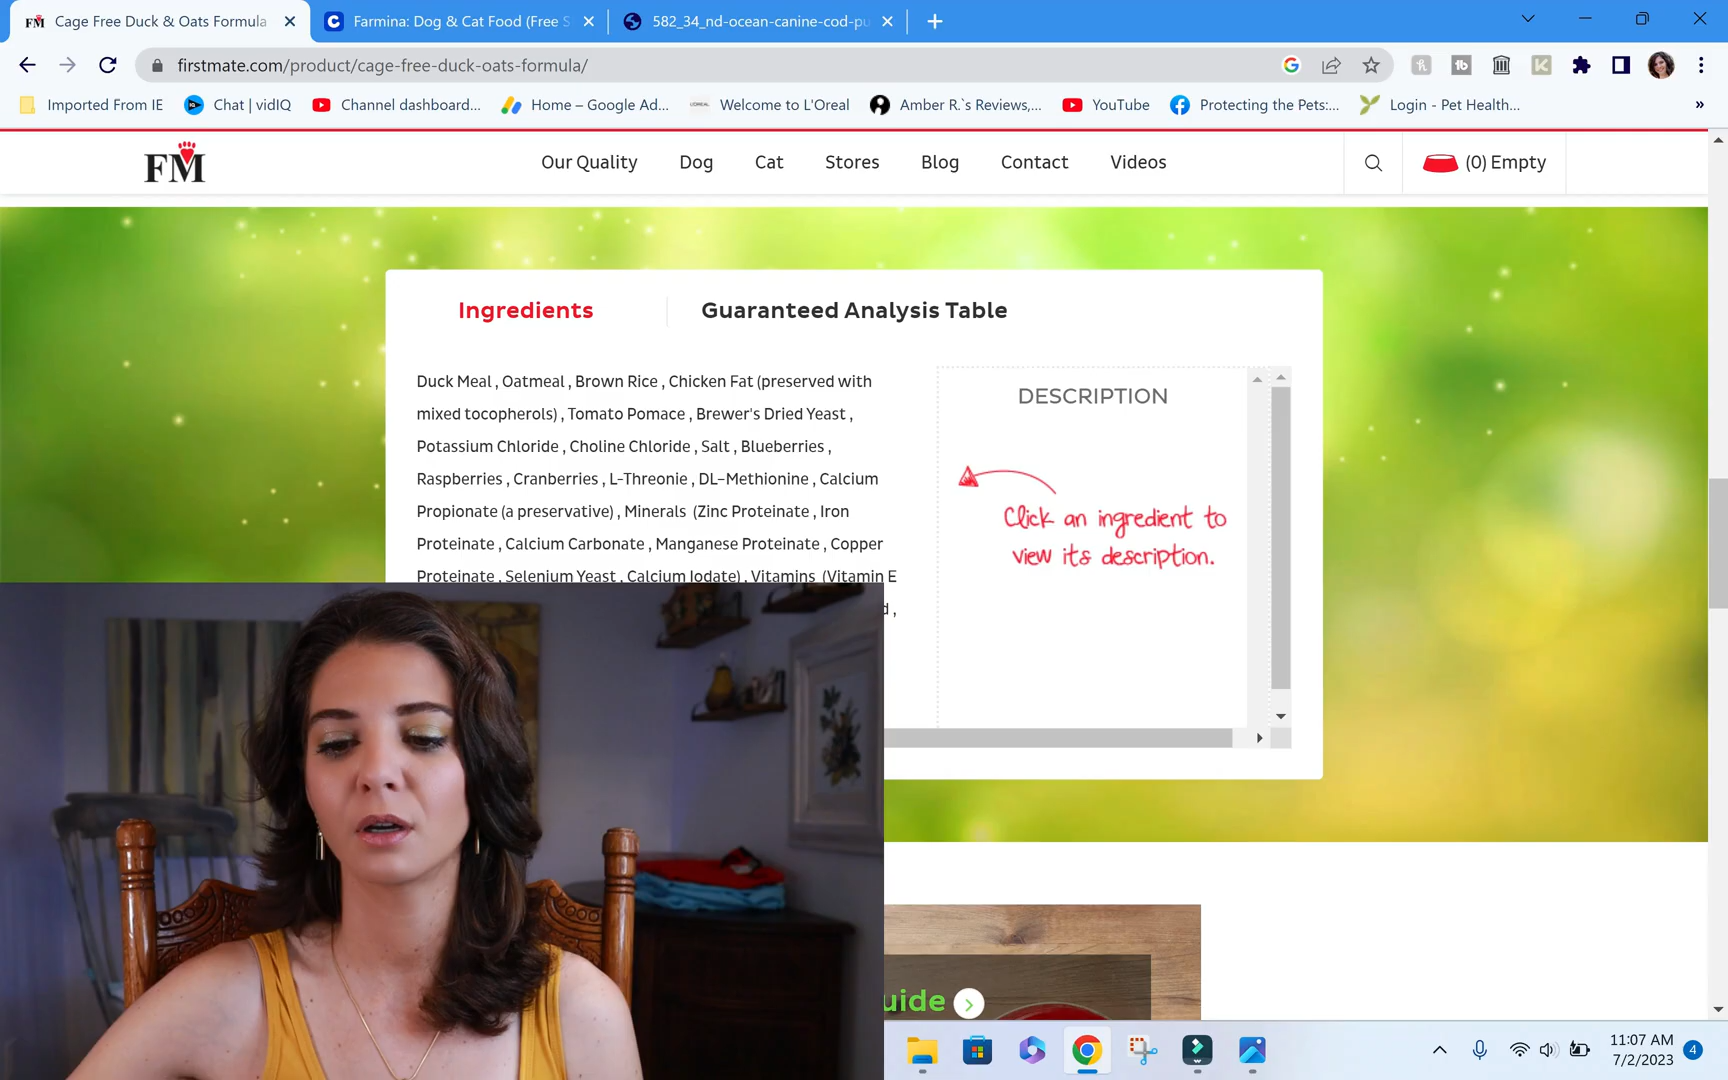 FM Cage Free Duck & Oats Formula
Farmina: Dog & Cat Food (Free S
582_34_nd-ocean-canine-cod-pu
firstmate.com/product/cage-free-duck-oats-formula/
Imported From IE
Chat | vidIQ
Channel dashboard...
Home – Google Ad...
L'OREAL
Welcome to L'Oreal
Amber R.`s Reviews,...
YouTube
Protecting the Pets:...
Login - Pet Health...
»
FM
Our Quality
Dog
Cat
Stores
Blog
Contact
Videos
(0) Empty
Ingredients
Guaranteed Analysis Table
Duck Meal , Oatmeal , Brown Rice , Chicken Fat (preserved with
mixed tocopherols) , Tomato Pomace , Brewer's Dried Yeast ,
Potassium Chloride , Choline Chloride , Salt , Blueberries ,
Raspberries , Cranberries , L-Threonie , DL-Methionine , Calcium
Propionate (a preservative) , Minerals (Zinc Proteinate , Iron
Proteinate , Calcium Carbonate , Manganese Proteinate , Copper
Proteinate , Selenium Yeast , Calcium Iodate) , Vitamins (Vitamin E
d ,
DESCRIPTION
Click an ingredient to
view its description.
uide
11:07 AM
7/2/2023
4